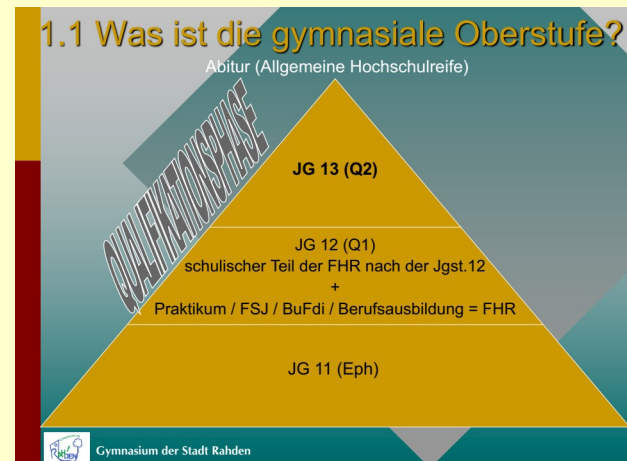 1.1 Was ist die gymnasiale Oberstufe?
Abitur (Allgemeine Hochschulreife)
QUALIFIKATIONSPHASE
JG 13 (Q2)
JG 12 (Q1)
schulischer Teil der FHR nach der Jgst.12
+
Praktikum / FSJ / BuFdi / Berufsausbildung = FHR
JG 11 (Eph)
Gymnasium der Stadt Rahden